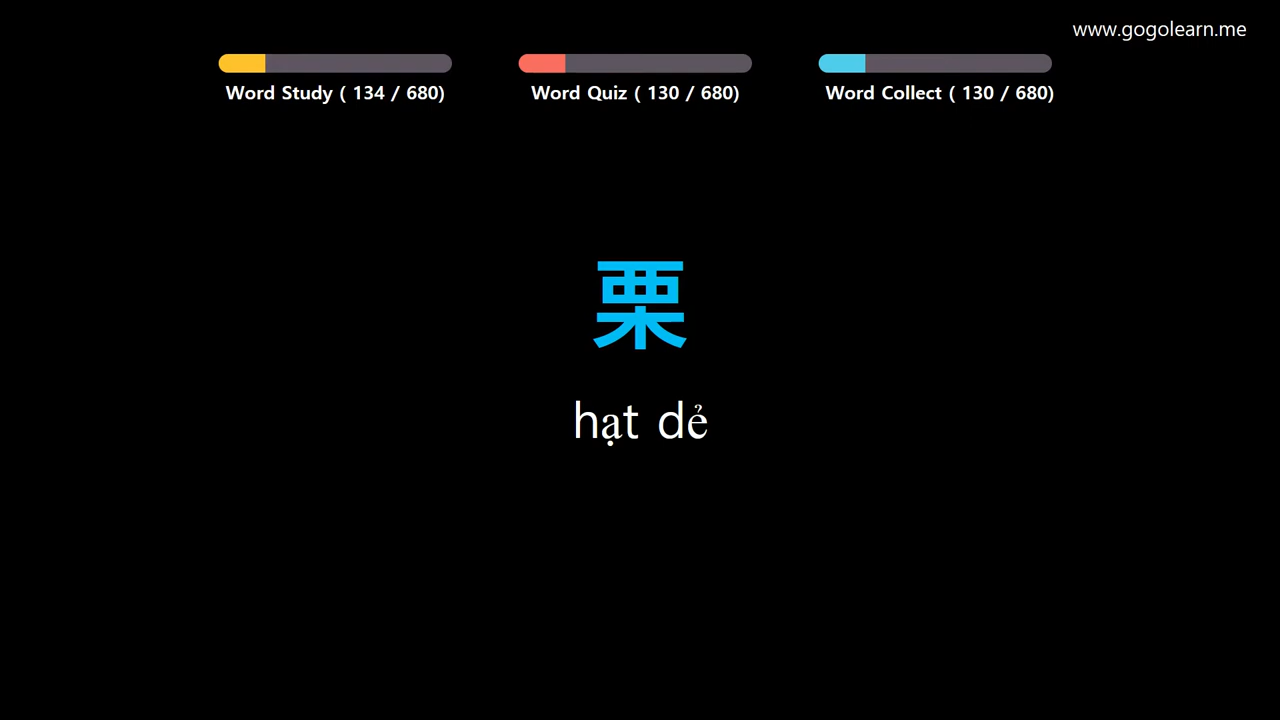 www.gogolearn.me
Word Study ( 134 / 680)
Word Quiz ( 130 / 680)
Word Collect ( 130 / 680)
栗
hạt dẻ